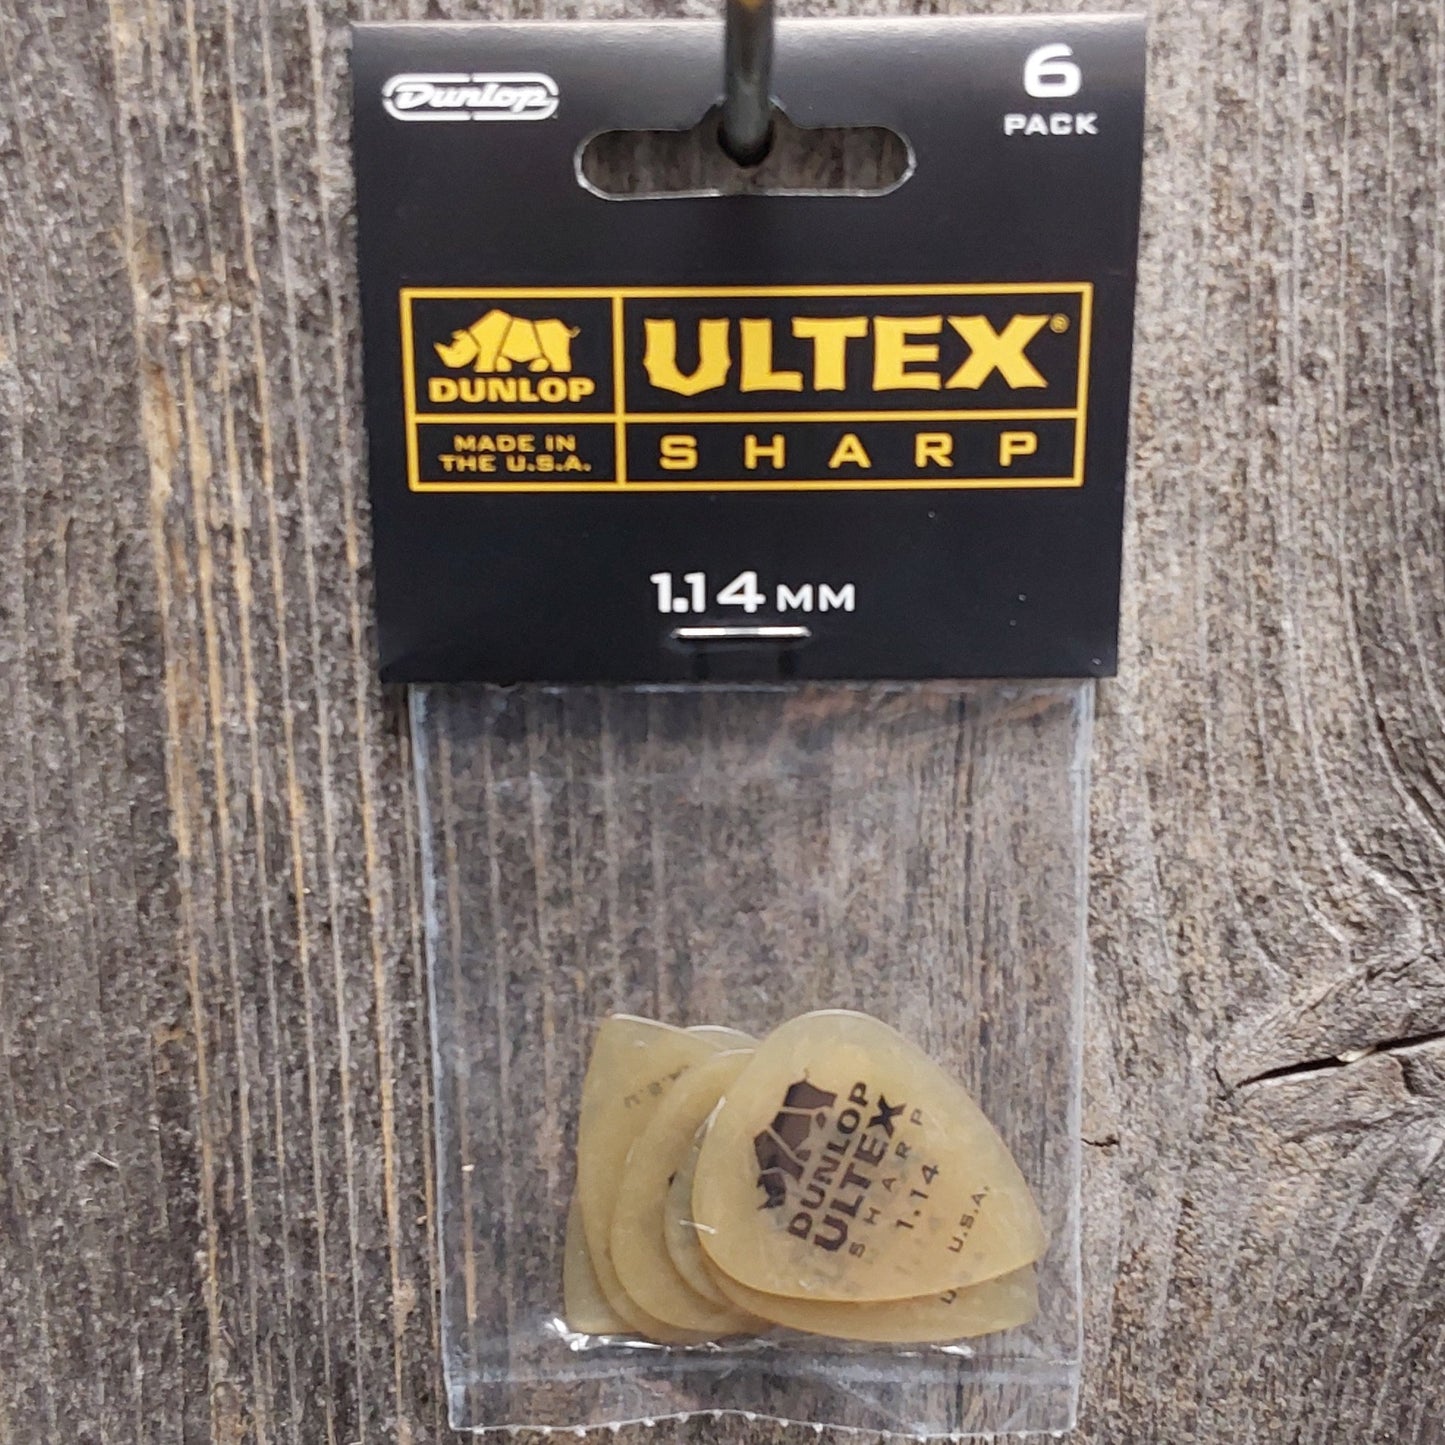 Dunlop
6
PACK
DUNLOP
MADE IN
THE U.S.A.
ULTEX®
SHARP
1.14 MM
DUNLOP
ULTEX
SHARP
1.14
U.S.A.